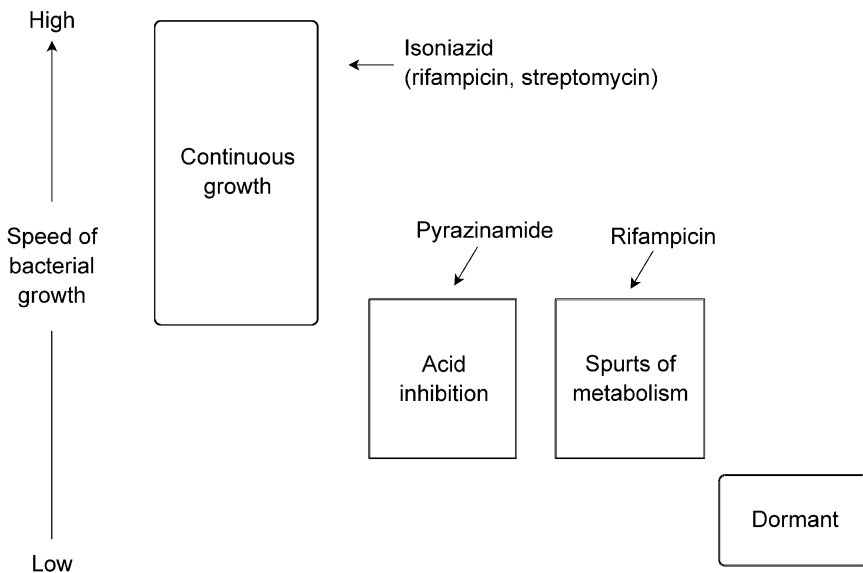 High
Isoniazid
(rifampicin, streptomycin)
Continuous
growth
Speed of
bacterial
growth
Pyrazinamide
Rifampicin
Acid
inhibition
Spurts of
metabolism
Dormant
Low